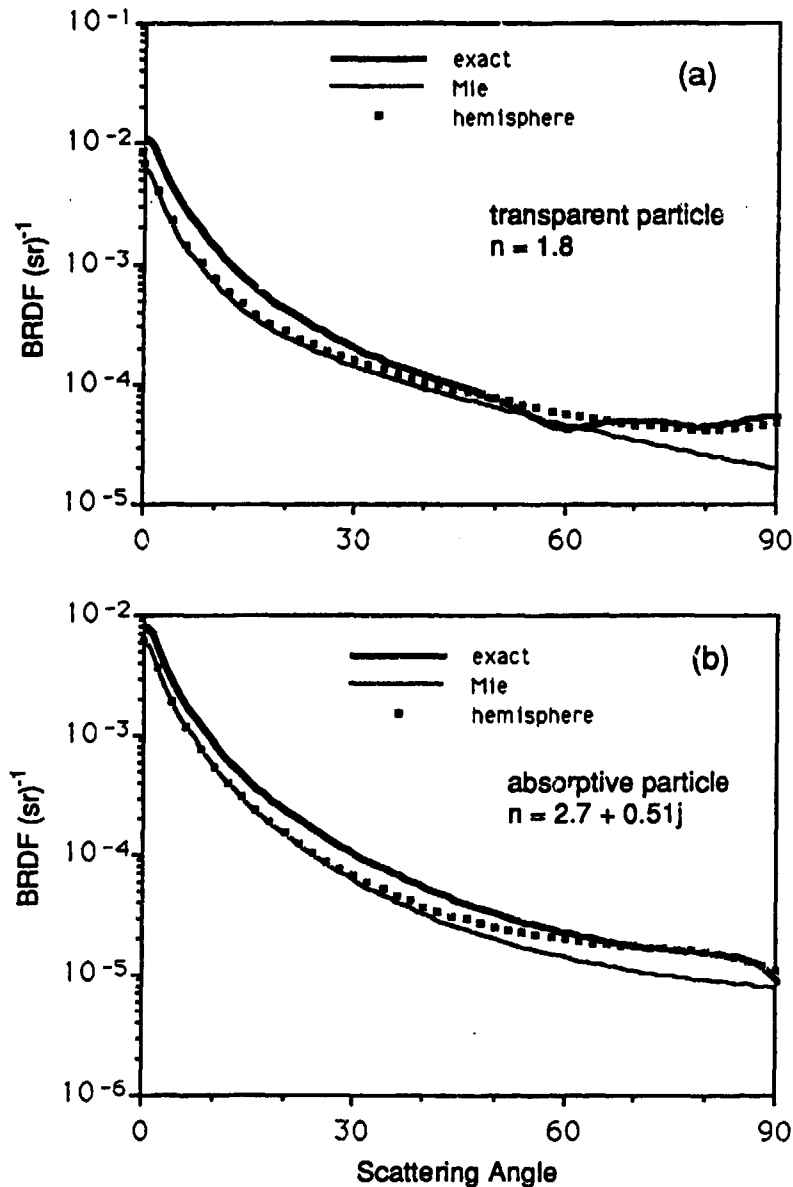 10⁻¹
exact
(a)
Mie
10⁻²
hemisphere
transparent particle
n = 1.8
10⁻³
BRDF (sr)⁻¹
10⁻⁴
10⁻⁵
0 30 60 90
10⁻²
exact
(b)
Mie
hemisphere
10⁻³
absorptive particle
n = 2.7 + 0.51j
10⁻⁴
BRDF (sr)⁻¹
10⁻⁵
10⁻⁶
0 30 60 90
Scattering Angle